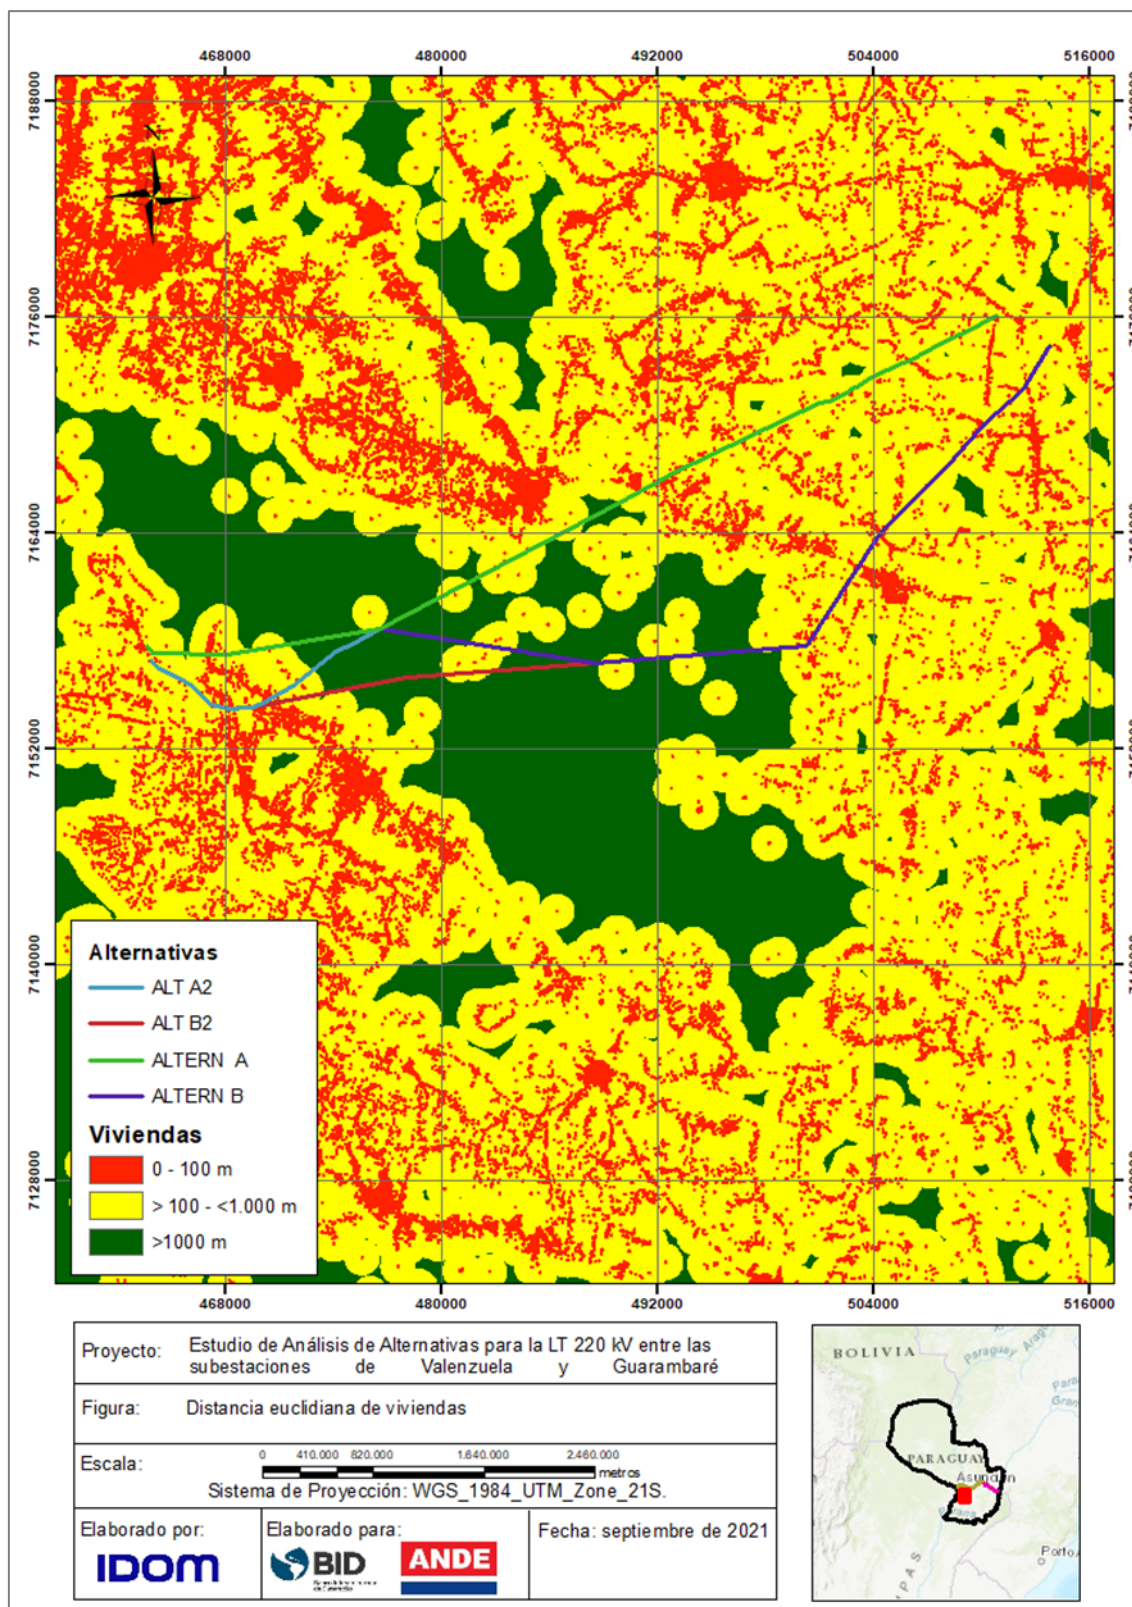 468000 480000 492000 504000 516000
7188000
7176000
7164000
7152000
7140000
7128000
N
Alternativas
ALT A2
ALT B2
ALTERN A
ALTERN B
Viviendas
0 - 100 m
> 100 - <1.000 m
>1000 m
468000 480000 492000 504000 516000
Proyecto: Estudio de Análisis de Alternativas para la LT 220 kV entre las
subestaciones de Valenzuela y Guarambaré
Figura: Distancia euclidiana de viviendas
Escala:
0 410.000 820.000 1.640.000 2.460.000
metros
Sistema de Proyección: WGS_1984_UTM_Zone_21S.
Elaborado por:
IDOM
Elaborado para:
BID
ANDE
Fecha: septiembre de 2021
BOLIVIA
Paraguay
PARAGUAY
Porto